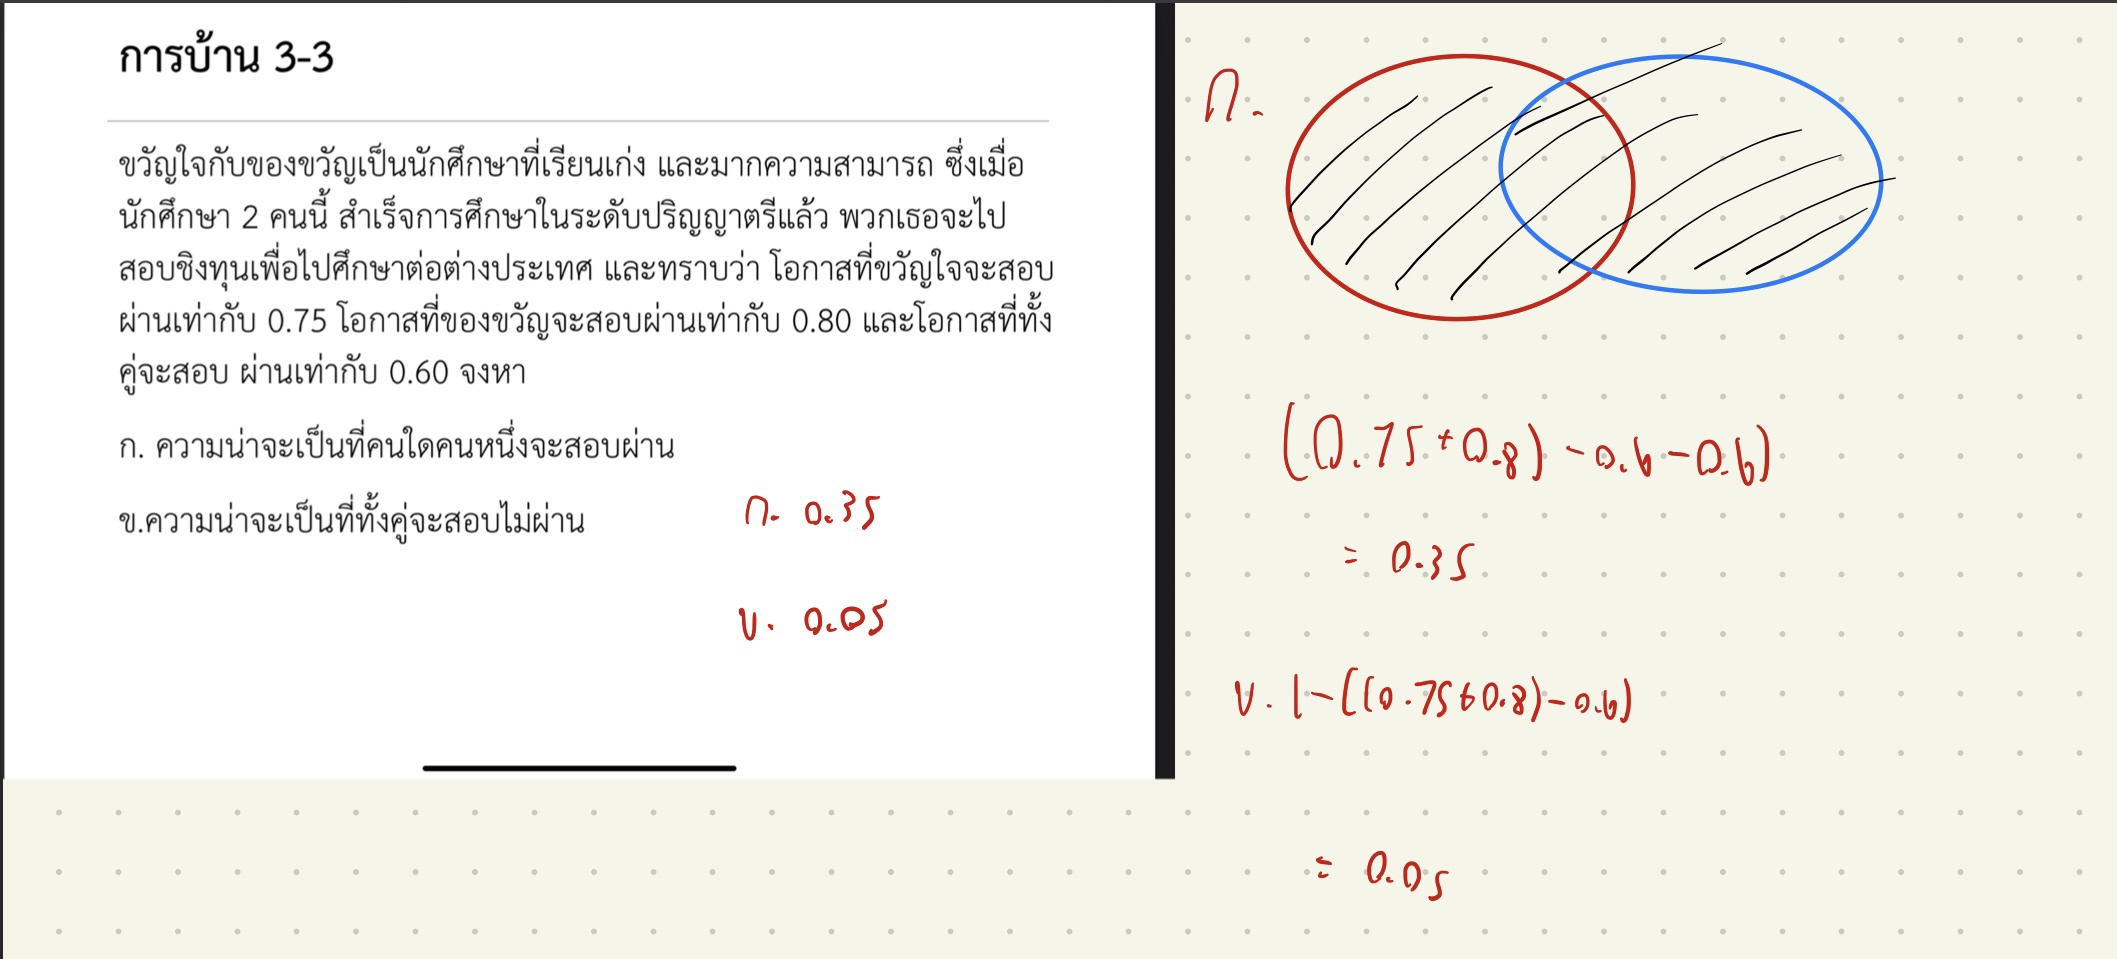 การบ้าน 3-3
ขวัญใจกับของขวัญเป็นนักศึกษาที่เรียนเก่ง และมากความสามารถ ซึ่งเมื่อ
นักศึกษา 2 คนนี้ สำเร็จการศึกษาในระดับปริญญาตรีแล้ว พวกเธอจะไป
สอบชิงทุนเพื่อไปศึกษาต่อต่างประเทศ และทราบว่า โอกาสที่ขวัญใจจะสอบ
ผ่านเท่ากับ 0.75 โอกาสที่ของขวัญจะสอบผ่านเท่ากับ 0.80 และโอกาสที่ทั้ง
คู่จะสอบ ผ่านเท่ากับ 0.60 จงหา
ก. ความน่าจะเป็นที่คนใดคนหนึ่งจะสอบผ่าน
ข.ความน่าจะเป็นที่ทั้งคู่จะสอบไม่ผ่าน
ก. 0.35
ข. 0.05
ก.
(0.75+0.8)-0.6-0.6)
= 0.35
ข. 1-((0.75+0.8)-0.6)
= 0.05